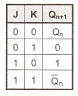 J K Qn+1
0 0 Qn
0 1 0
1 0 1
1 1 Q̅n